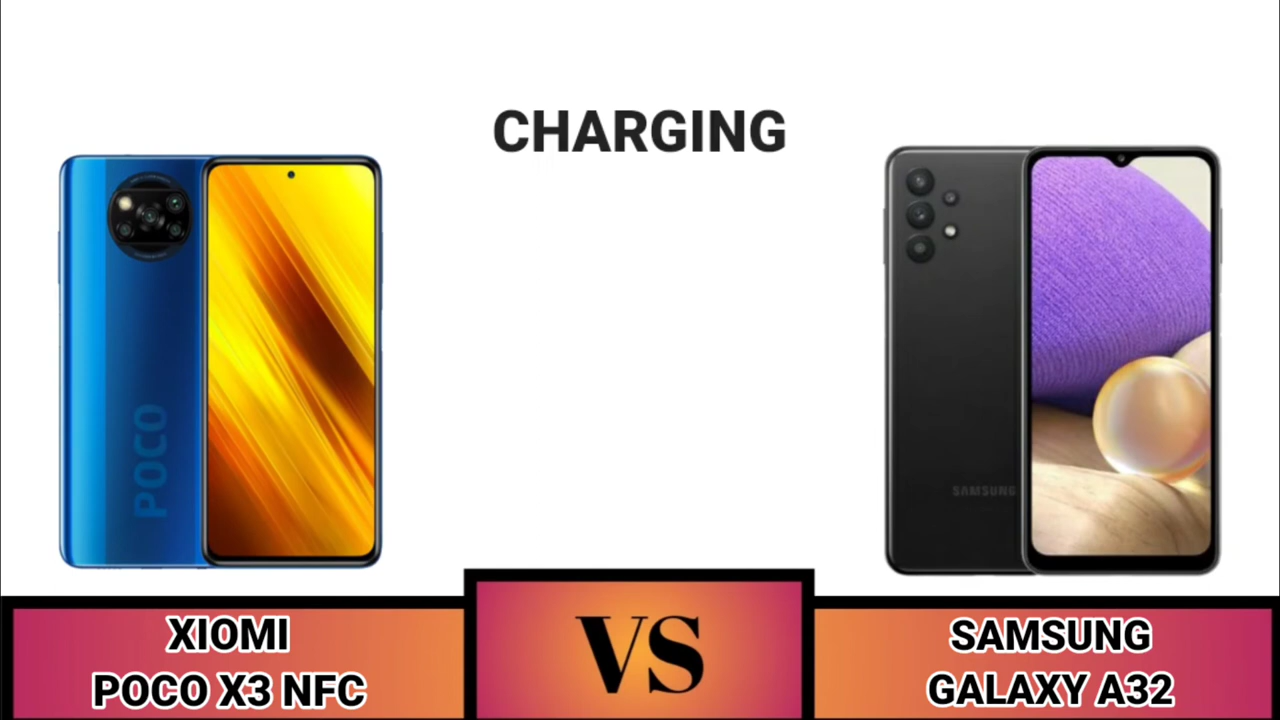 CHARGING
POCO
SAMSUNG
XIOMI
POCO X3 NFC
VS
SAMSUNG
GALAXY A32